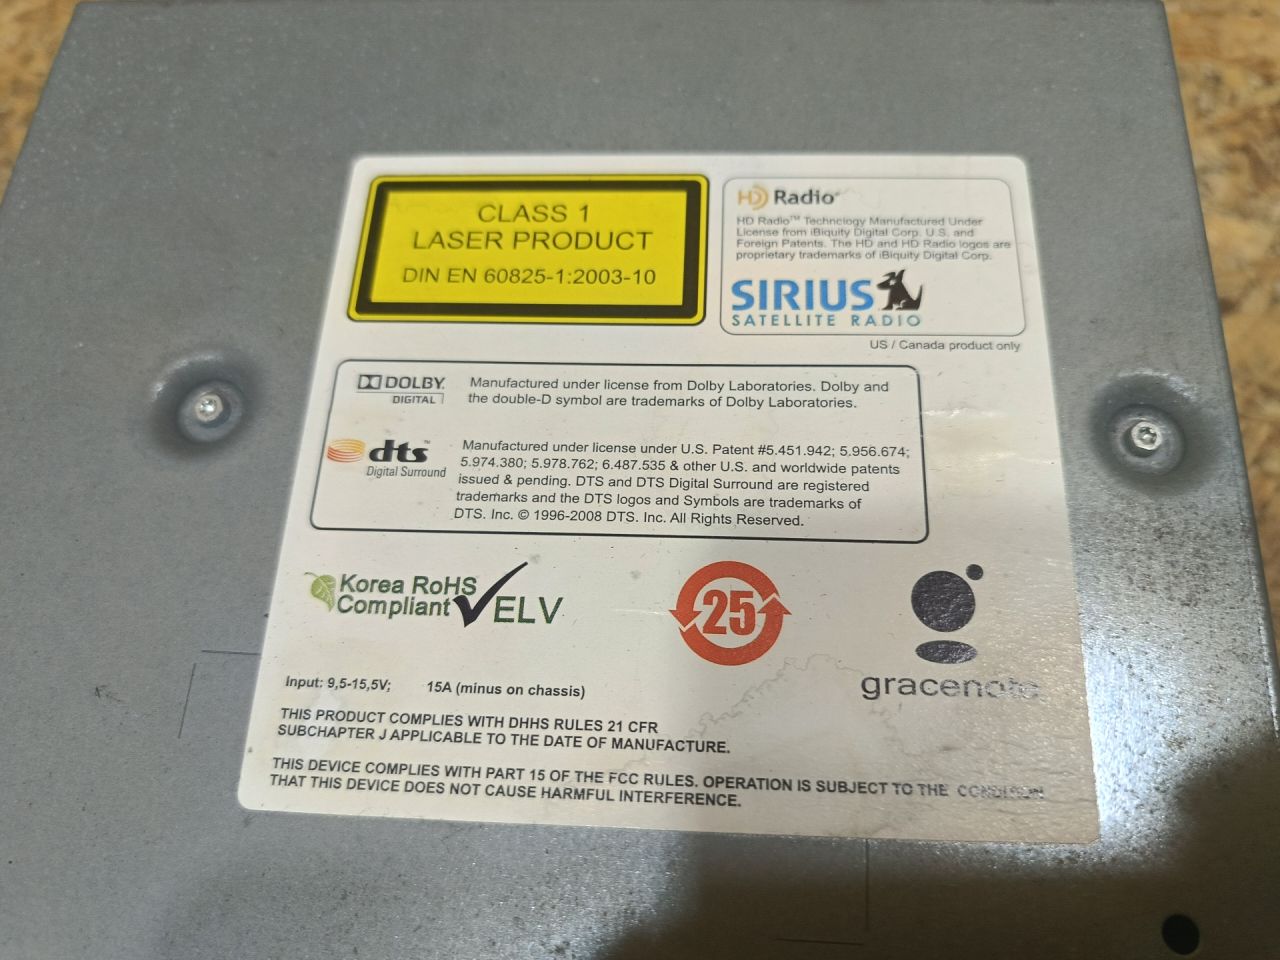 CLASS 1
LASER PRODUCT
DIN EN 60825-1:2003-10
HD Radio
HD Radio™ Technology Manufactured Under
License from iBiquity Digital Corp. U.S. and
Foreign Patents. The HD and HD Radio logos are
proprietary trademarks of iBiquity Digital Corp.
SIRIUS
SATELLITE RADIO
US / Canada product only
DOLBY
DIGITAL
Manufactured under license from Dolby Laboratories. Dolby and
the double-D symbol are trademarks of Dolby Laboratories.
dts™
Digital Surround
Manufactured under license under U.S. Patent #5.451.942; 5.956.674;
5.974.380; 5.978.762; 6.487.535 & other U.S. and worldwide patents
issued & pending. DTS and DTS Digital Surround are registered
trademarks and the DTS logos and Symbols are trademarks of
DTS. Inc. © 1996-2008 DTS. Inc. All Rights Reserved.
Korea RoHS
Compliant
ELV
25
gracenote
Input: 9,5-15,5V; 15A (minus on chassis)
THIS PRODUCT COMPLIES WITH DHHS RULES 21 CFR
SUBCHAPTER J APPLICABLE TO THE DATE OF MANUFACTURE.
THIS DEVICE COMPLIES WITH PART 15 OF THE FCC RULES. OPERATION IS SUBJECT TO THE CONDITION
THAT THIS DEVICE DOES NOT CAUSE HARMFUL INTERFERENCE.